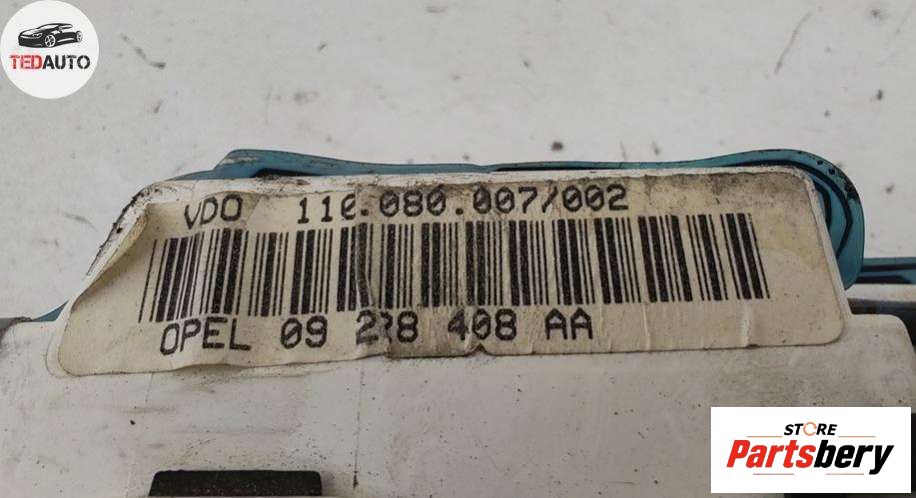 TEDAUTO
VDO 110.080.007/002
OPEL 09 228 408 AA
STORE
Partsbery